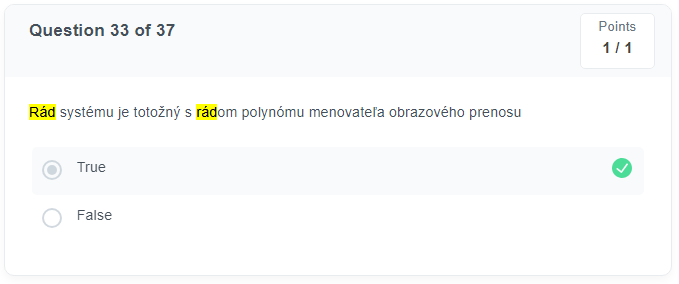 Question 33 of 37
Points
1 / 1
Rád systému je totožný s rádom polynómu menovateľa obrazového prenosu
True
False